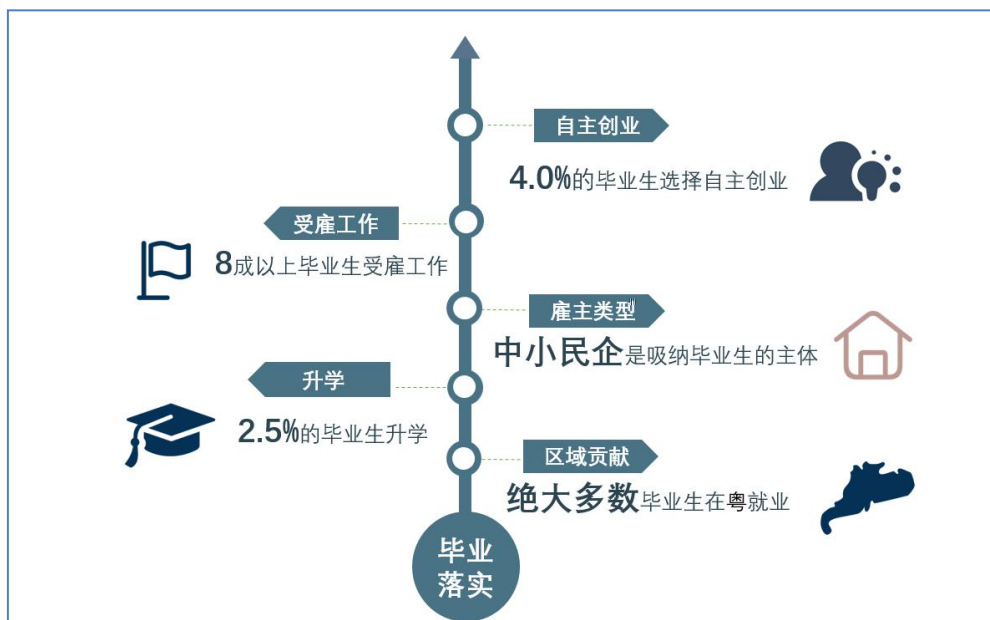 自主创业
4.0%的毕业生选择自主创业
受雇工作
8成以上毕业生受雇工作
雇主类型
中小民企是吸纳毕业生的主体
升学
2.5%的毕业生升学
区域贡献
绝大多数毕业生在粤就业
毕业
落实